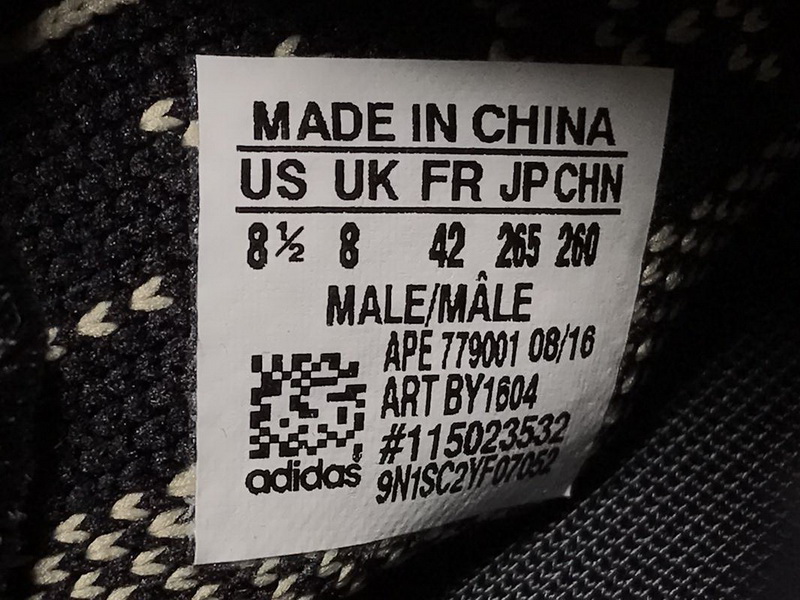 MADE IN CHINA
US UK FR JP CHN
8½ 8 42 265 260
MALE/MÂLE
APE 779001 08/16
ART BY1604
#115023532
9N1SC2YF07052
adidas